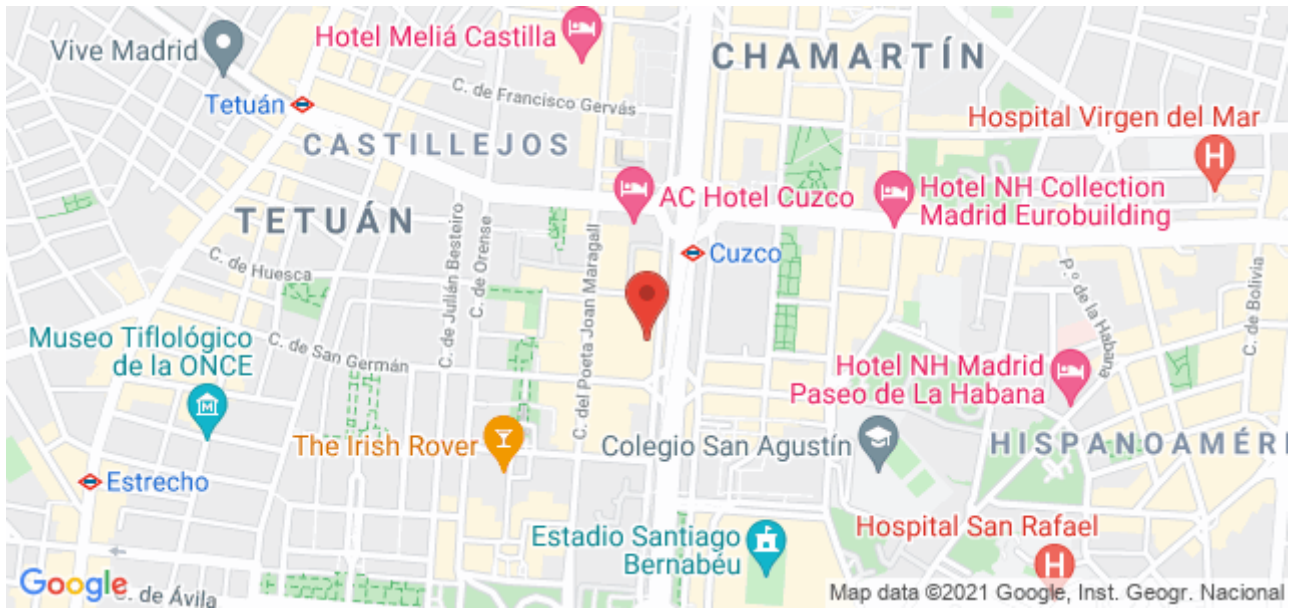 Hotel Meliá Castilla
Vive Madrid
CHAMARTÍN
C. de Francisco Gervás
Tetuán
Hospital Virgen del Mar
H
CASTILLEJOS
AC Hotel Cuzco
Hotel NH Collection
Madrid Eurobuilding
TETUÁN
C. de Julián Besteiro
C. de Orense
Cuzco
C. de Huesca
C. del Poeta Joan Maragall
P.º de la Habana
C. de Bolivia
Museo Tiflológico
de la ONCE
C. de San Germán
Hotel NH Madrid
Paseo de La Habana
The Irish Rover
Colegio San Agustín
HISPANOAMÉRI
Estrecho
Estadio Santiago
Bernabéu
Hospital San Rafael
H
Google
C. de Ávila
Map data ©2021 Google, Inst. Geogr. Nacional